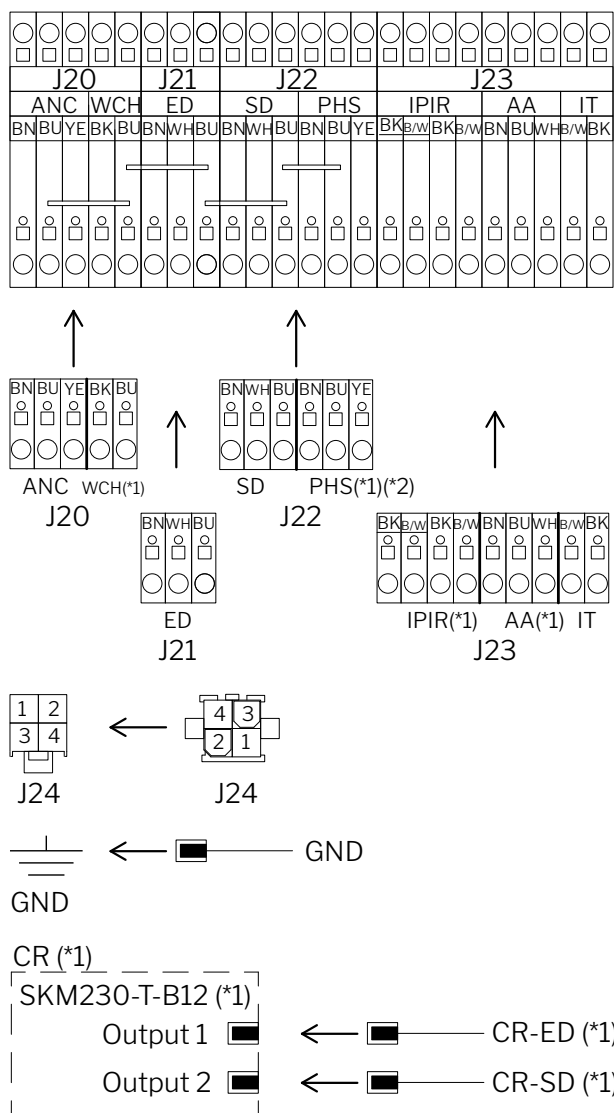 J20 J21 J22 J23
ANC WCH ED SD PHS IPIR AA IT
BN BU YE BK BU BN WH BU BN WH BU BN BU YE BK B/W BK B/W BN BU WH B/W BK
BN BU YE BK BU
ANC WCH(*1)
J20
BN WH BU BN BU YE
SD PHS(*1)(*2)
J22
BN WH BU
ED
J21
BK B/W BK B/W BN BU WH B/W BK
IPIR(*1) AA(*1) IT
J23
1 2
3 4
J24
4 3
2 1
J24
GND
GND
CR (*1)
SKM230-T-B12 (*1)
Output 1 CR-ED (*1)
Output 2 CR-SD (*1)